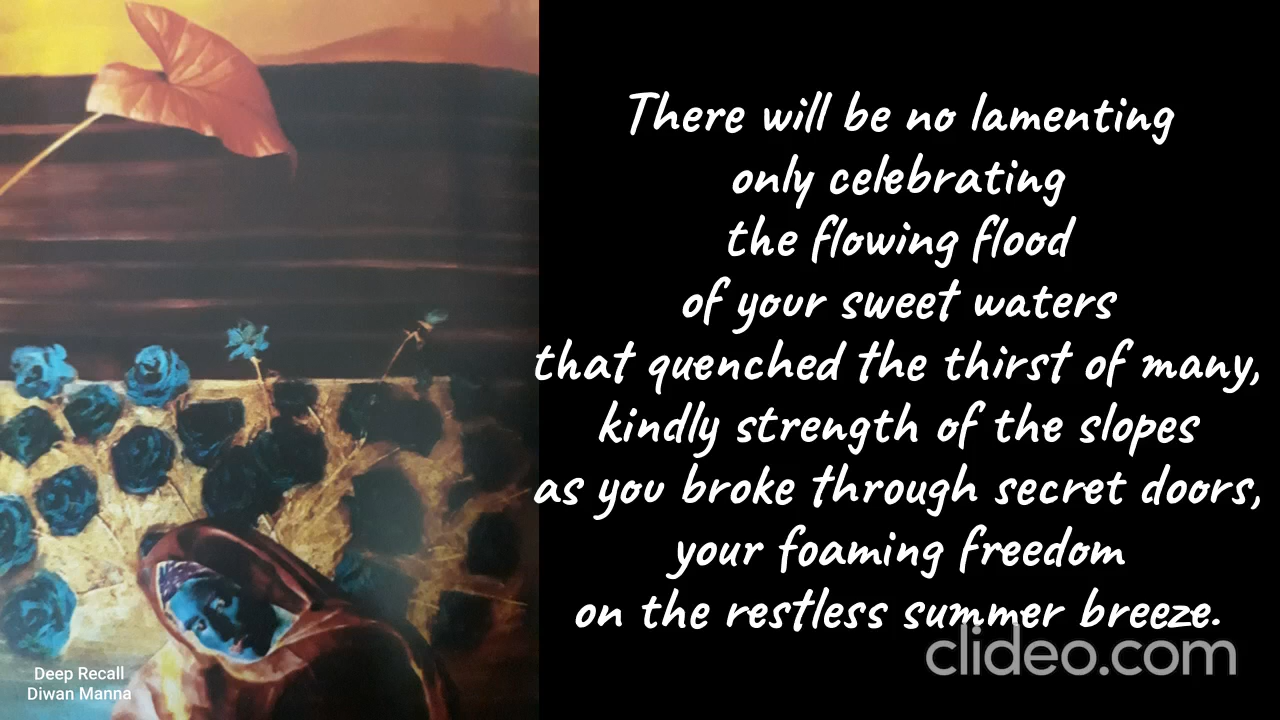 There will be no lamenting
only celebrating
the flowing flood
of your sweet waters
that quenched the thirst of many,
kindly strength of the slopes
as you broke through secret doors,
your foaming freedom
on the restless summer breeze.
clideo.com
Deep Recall
Diwan Manna